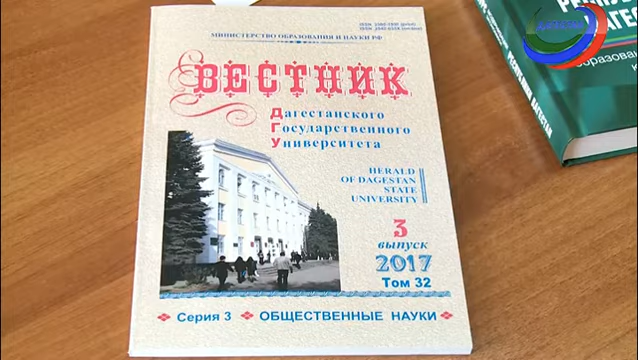 МИНИСТЕРСТВО ОБРАЗОВАНИЯ И НАУКИ РФ
ВЕСТНИК
Дагестанского
Государственного
Университета
HERALD
OF DAGESTAN
STATE
UNIVERSITY
3
выпуск
2017
Том 32
Серия 3 ОБЩЕСТВЕННЫЕ НАУКИ